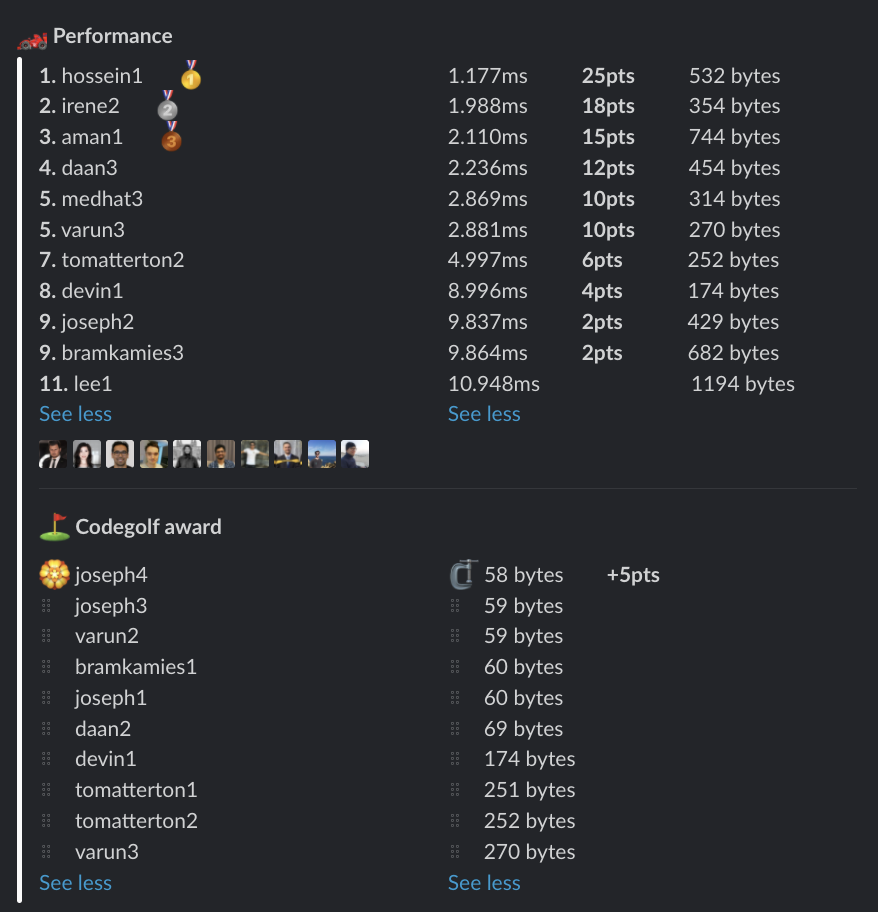 Performance
1. hossein1 1 1.177ms 25pts 532 bytes
2. irene2 2 1.988ms 18pts 354 bytes
3. aman1 3 2.110ms 15pts 744 bytes
4. daan3 2.236ms 12pts 454 bytes
5. medhat3 2.869ms 10pts 314 bytes
5. varun3 2.881ms 10pts 270 bytes
7. tomatterton2 4.997ms 6pts 252 bytes
8. devin1 8.996ms 4pts 174 bytes
9. joseph2 9.837ms 2pts 429 bytes
9. bramkamies3 9.864ms 2pts 682 bytes
11. lee1 10.948ms 1194 bytes
See less See less
Codegolf award
joseph4 58 bytes +5pts
joseph3 59 bytes
varun2 59 bytes
bramkamies1 60 bytes
joseph1 60 bytes
daan2 69 bytes
devin1 174 bytes
tomatterton1 251 bytes
tomatterton2 252 bytes
varun3 270 bytes
See less See less